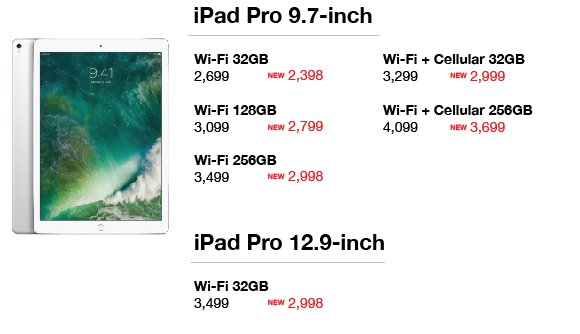 iPad Pro 9.7-inch
Wi-Fi 32GB
2,699 NEW 2,398
Wi-Fi + Cellular 32GB
3,299 NEW 2,999
Wi-Fi 128GB
3,099 NEW 2,799
Wi-Fi + Cellular 256GB
4,099 NEW 3,699
Wi-Fi 256GB
3,499 NEW 2,998
9:41
iPad Pro 12.9-inch
Wi-Fi 32GB
3,499 NEW 2,998